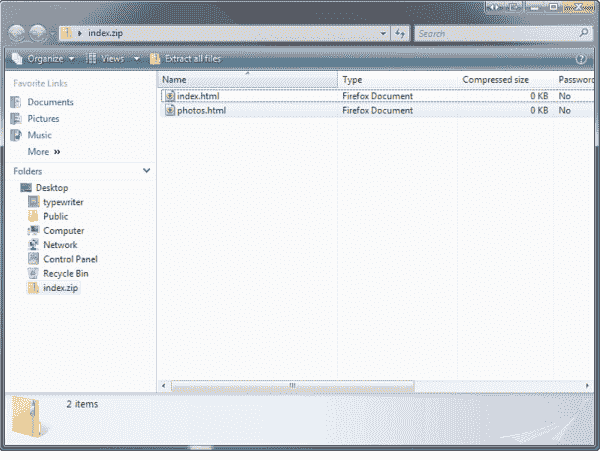 index.zip
Search
Organize Views Extract all files
Favorite Links
Documents
Pictures
Music
More »
Folders
Desktop
typewriter
Public
Computer
Network
Control Panel
Recycle Bin
index.zip
Name Type Compressed size Password
index.html Firefox Document 0 KB No
photos.html Firefox Document 0 KB No
2 items